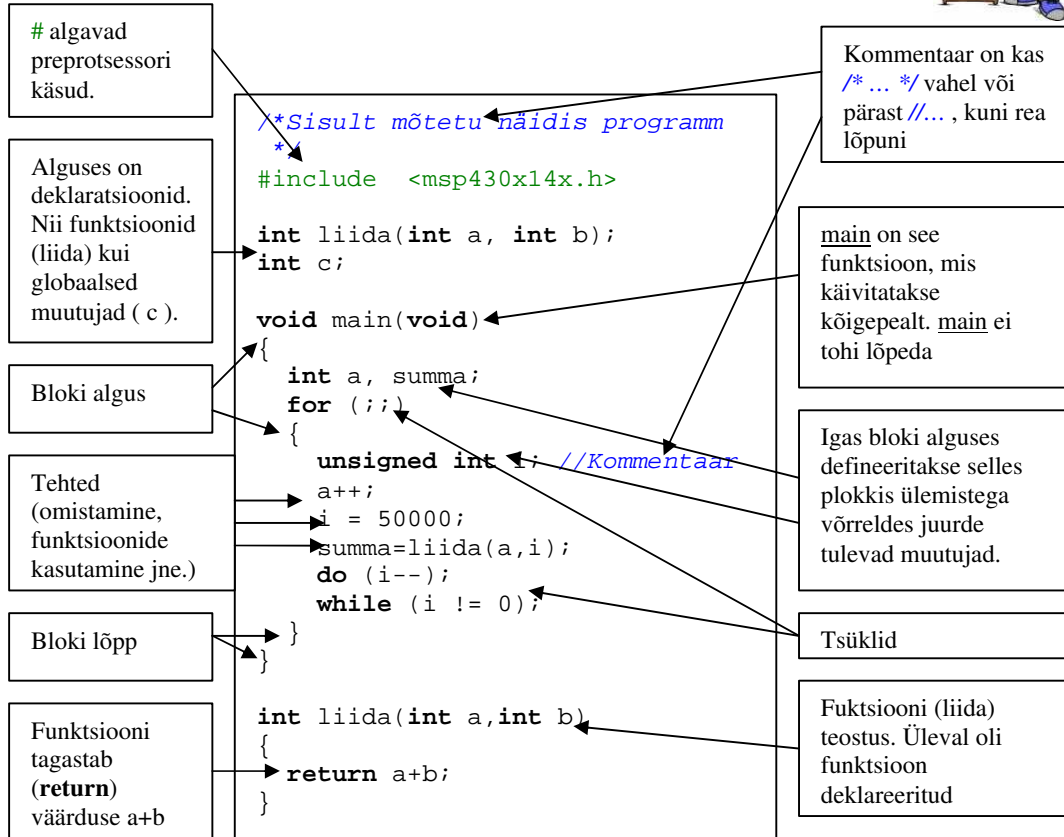 # algavad
preprotsessori
käsud.
Alguses on
deklaratsioonid.
Nii funktsioonid
(liida) kui
globaalsed
muutujad ( c ).
Bloki algus
Tehted
(omistamine,
funktsioonide
kasutamine jne.)
Bloki lõpp
Funktsiooni
tagastab
(return)
väärduse a+b
/*Sisult mõtetu näidis programm
*/
#include <msp430x14x.h>
int liida(int a, int b);
int c;
void main(void)
{
int a, summa;
for (;;)
{
unsigned int i; //Kommentaar
a++;
i = 50000;
summa=liida(a,i);
do (i--);
while (i != 0);
}
}
int liida(int a,int b)
{
return a+b;
}
Kommentaar on kas
/* … */ vahel või
pärast //… , kuni rea
lõpuni
main on see
funktsioon, mis
käivitatakse
kõigepealt. main ei
tohi lõpeda
Igas bloki alguses
defineeritakse selles
plokkis ülemistega
võrreldes juurde
tulevad muutujad.
Tsüklid
Fuktsiooni (liida)
teostus. Üleval oli
funktsioon
deklareeritud